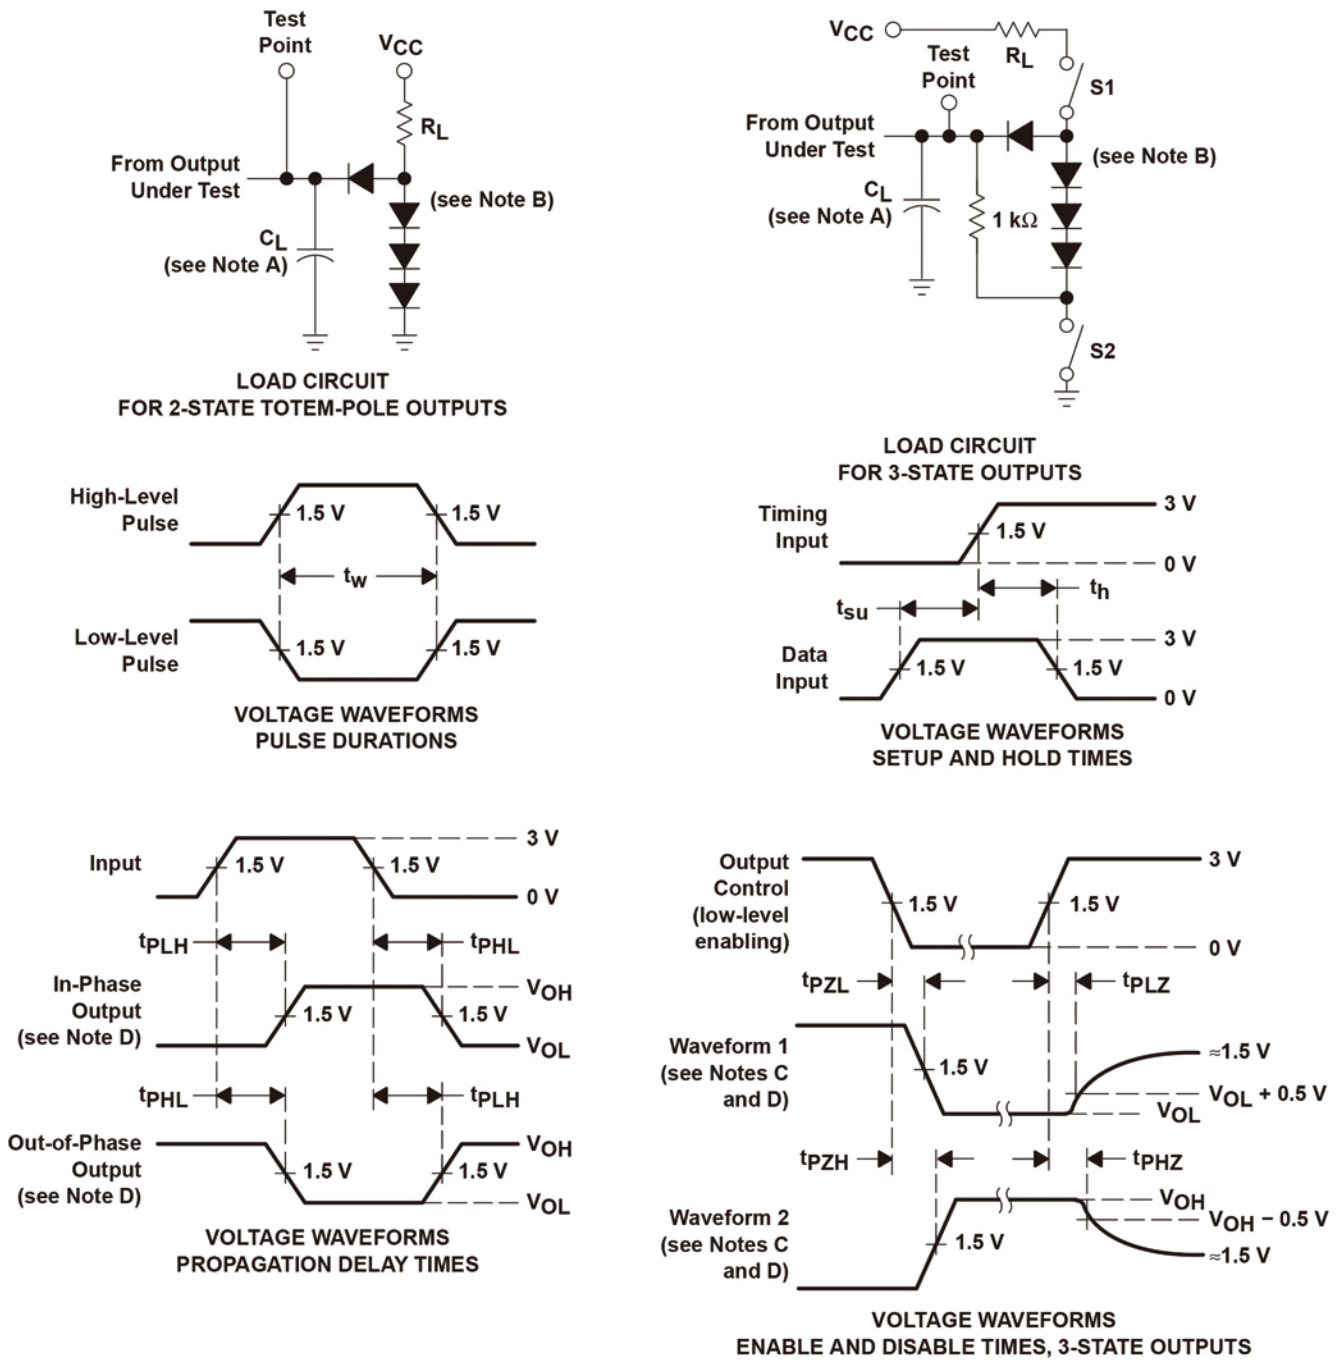 Test
Point
VCC
RL
From Output
Under Test
(see Note B)
CL
(see Note A)
LOAD CIRCUIT
FOR 2-STATE TOTEM-POLE OUTPUTS
VCC
RL
Test
Point
S1
From Output
Under Test
(see Note B)
CL
(see Note A)
1 kΩ
S2
LOAD CIRCUIT
FOR 3-STATE OUTPUTS
High-Level
Pulse
1.5 V
1.5 V
tw
Low-Level
Pulse
1.5 V
1.5 V
VOLTAGE WAVEFORMS
PULSE DURATIONS
Timing
Input
1.5 V
3 V
0 V
th
tsu
Data
Input
1.5 V
1.5 V
3 V
0 V
VOLTAGE WAVEFORMS
SETUP AND HOLD TIMES
Input
1.5 V
1.5 V
3 V
0 V
tPLH
tPHL
In-Phase
Output
(see Note D)
1.5 V
1.5 V
VOH
VOL
tPHL
tPLH
Out-of-Phase
Output
(see Note D)
1.5 V
1.5 V
VOH
VOL
VOLTAGE WAVEFORMS
PROPAGATION DELAY TIMES
Output
Control
(low-level
enabling)
1.5 V
1.5 V
3 V
0 V
tPZL
tPLZ
Waveform 1
(see Notes C
and D)
1.5 V
≈1.5 V
VOL + 0.5 V
VOL
tPZH
tPHZ
Waveform 2
(see Notes C
and D)
1.5 V
VOH
VOH − 0.5 V
≈1.5 V
VOLTAGE WAVEFORMS
ENABLE AND DISABLE TIMES, 3-STATE OUTPUTS